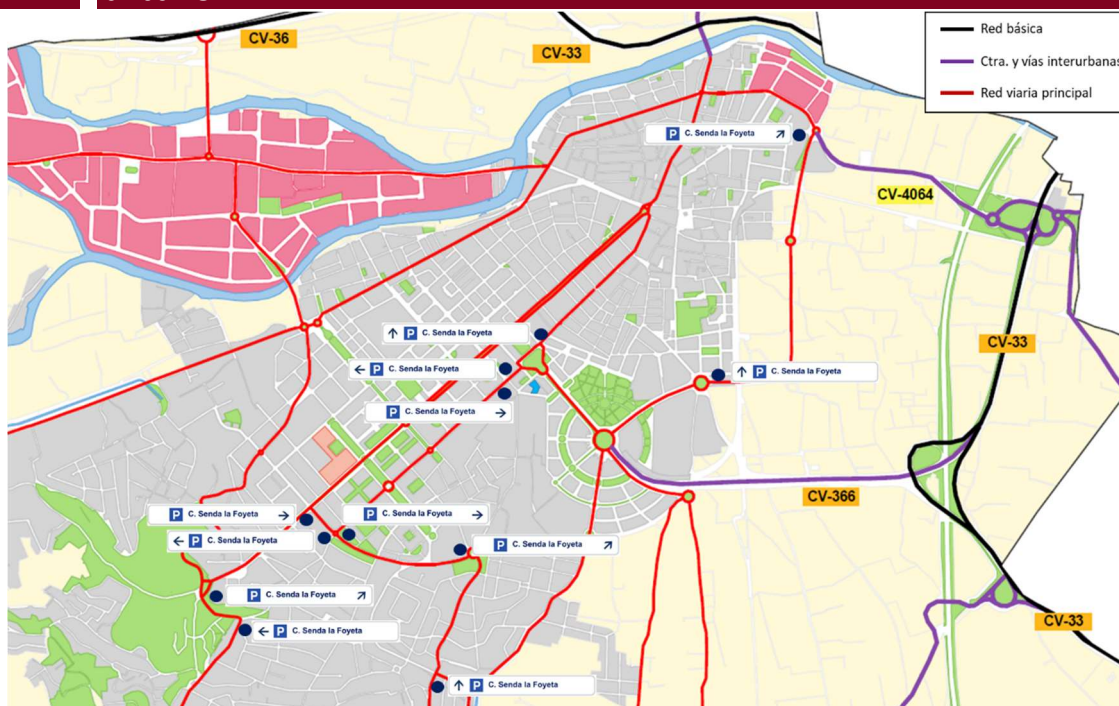 CV-36
CV-33
Red básica
Ctra. y vías interurbanas
Red viaria principal
P C. Senda la Foyeta ↗
CV-4064
↑ P C. Senda la Foyeta
CV-33
← P C. Senda la Foyeta
↑ P C. Senda la Foyeta
P C. Senda la Foyeta →
CV-366
P C. Senda la Foyeta →
P C. Senda la Foyeta →
← P C. Senda la Foyeta
P C. Senda la Foyeta ↗
P C. Senda la Foyeta ↗
CV-33
← P C. Senda la Foyeta
↑ P C. Senda la Foyeta